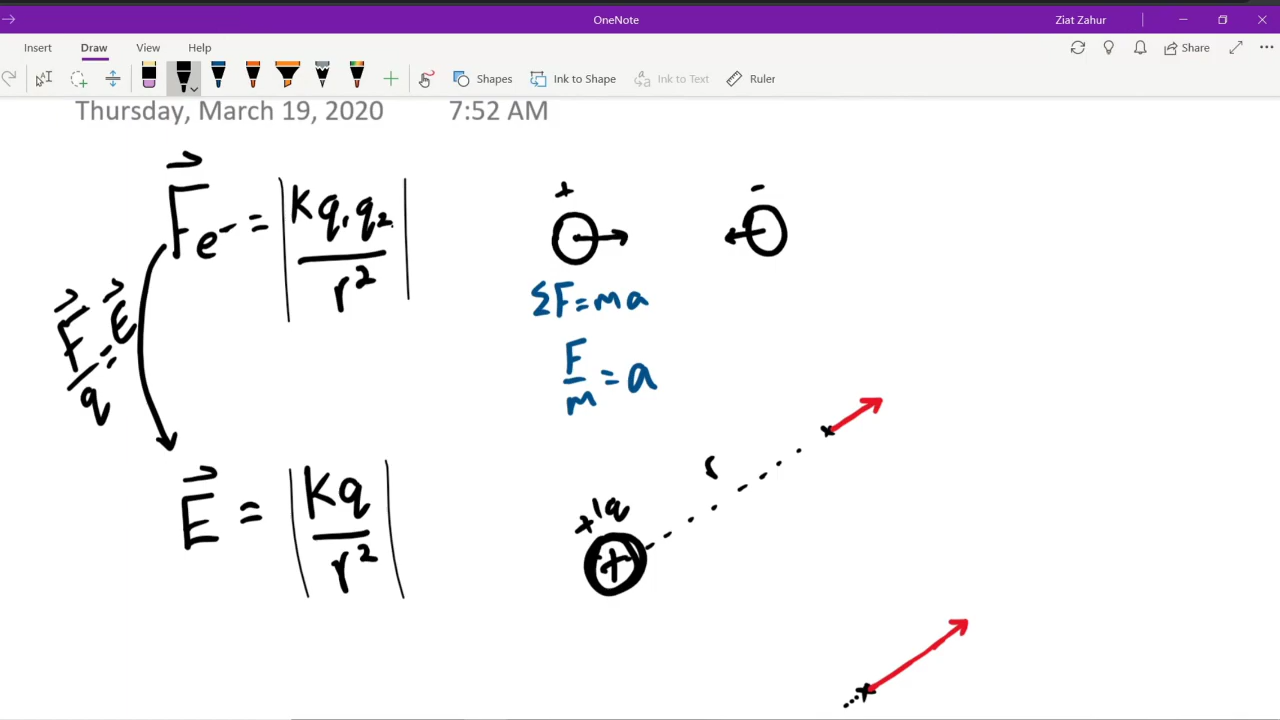 OneNote
Ziat Zahur
Insert Draw View Help
Share
Shapes Ink to Shape Ink to Text Ruler
Thursday, March 19, 2020 7:52 AM
F⃗e- = |Kq₁q₂/r²|
+ -
ΣF=ma
F⃗/q = E⃗
F/m = a
r
E⃗ = |Kq/r²|
+1q
+